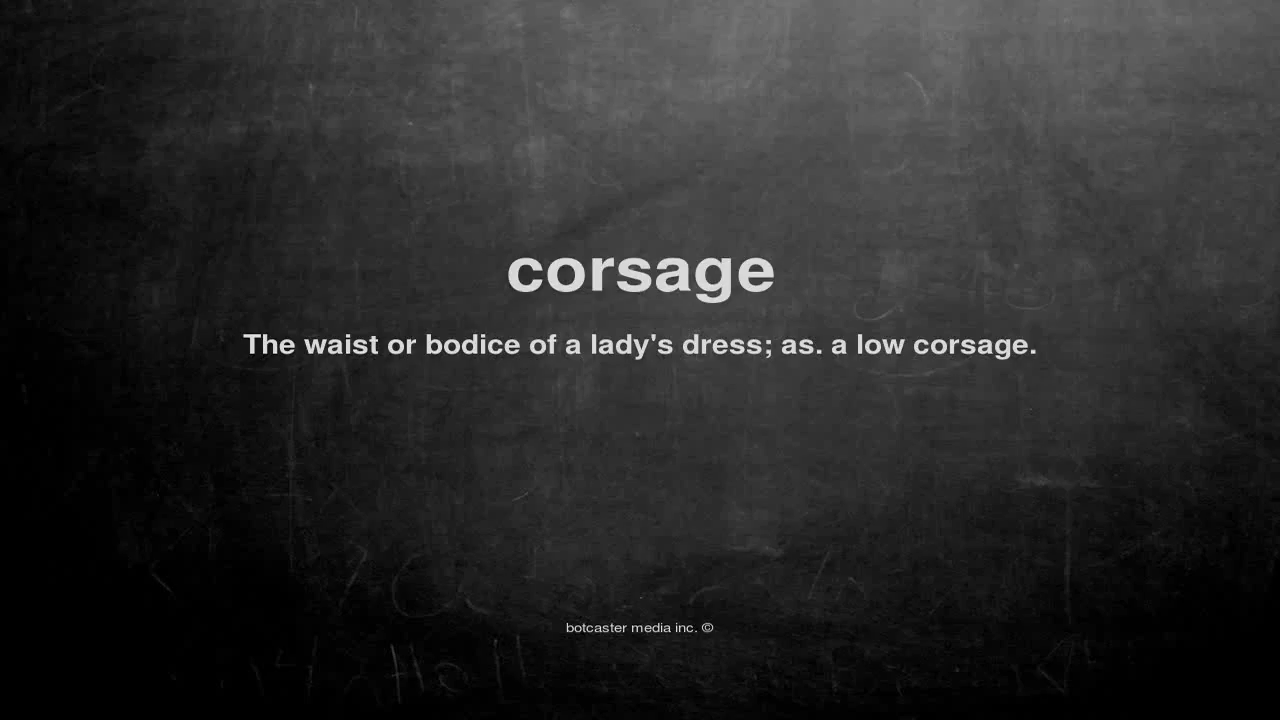 corsage
The waist or bodice of a lady's dress; as. a low corsage.
botcaster media inc. ©